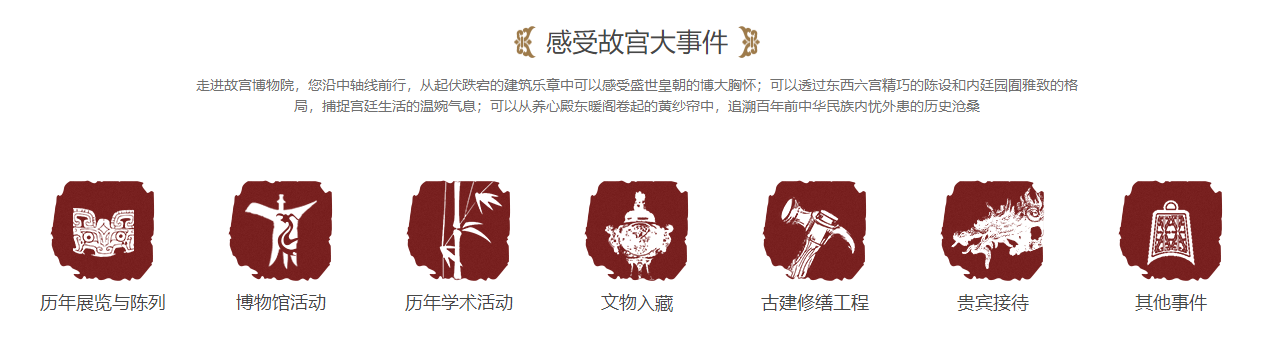 感受故宫大事件
走进故宫博物院，您沿中轴线前行，从起伏跌宕的建筑乐章中可以感受盛世皇朝的博大胸怀；可以透过东西六宫精巧的陈设和内廷园囿雅致的格
局，捕捉宫廷生活的温婉气息；可以从养心殿东暖阁卷起的黄纱帘中，追溯百年前中华民族内忧外患的历史沧桑
历年展览与陈列
博物馆活动
历年学术活动
文物入藏
古建修缮工程
贵宾接待
其他事件